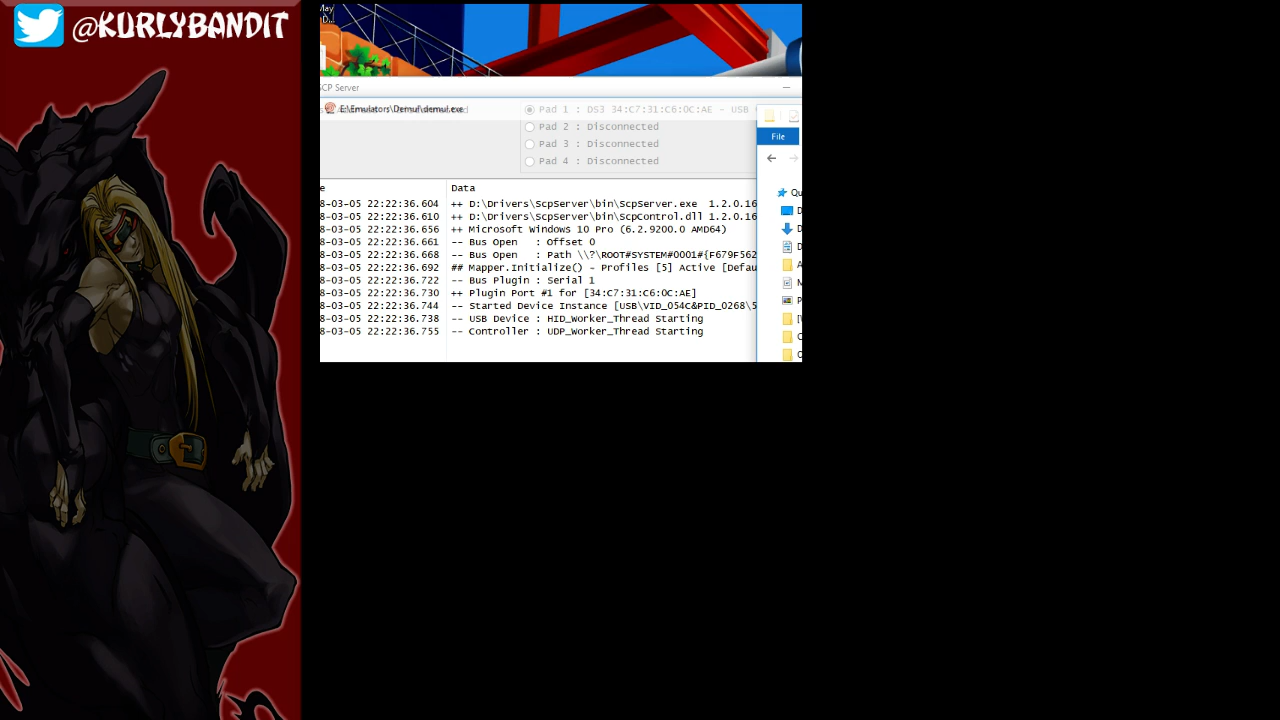 @KURLYBANDIT
May
D...
SCP Server
E:\Emulators\Demul\demul.exe
Pad 1 : DS3 34:C7:31:C6:0C:AE - USB
Pad 2 : Disconnected
Pad 3 : Disconnected
Pad 4 : Disconnected
File
Qu
e Data
8-03-05 22:22:36.604 ++ D:\Drivers\ScpServer\bin\ScpServer.exe 1.2.0.16
8-03-05 22:22:36.610 ++ D:\Drivers\ScpServer\bin\ScpControl.dll 1.2.0.16
8-03-05 22:22:36.656 ++ Microsoft Windows 10 Pro (6.2.9200.0 AMD64)
8-03-05 22:22:36.661 -- Bus Open : Offset 0
8-03-05 22:22:36.668 -- Bus Open : Path \\?\ROOT#SYSTEM#0001#{F679F562
8-03-05 22:22:36.692 ## Mapper.Initialize() - Profiles [5] Active [Defau
8-03-05 22:22:36.722 -- Bus Plugin : Serial 1
8-03-05 22:22:36.730 ++ Plugin Port #1 for [34:C7:31:C6:0C:AE]
8-03-05 22:22:36.744 -- Started Device Instance [USB\VID_054C&PID_0268\5
8-03-05 22:22:36.738 -- USB Device : HID_Worker_Thread Starting
8-03-05 22:22:36.755 -- Controller : UDP_Worker_Thread Starting